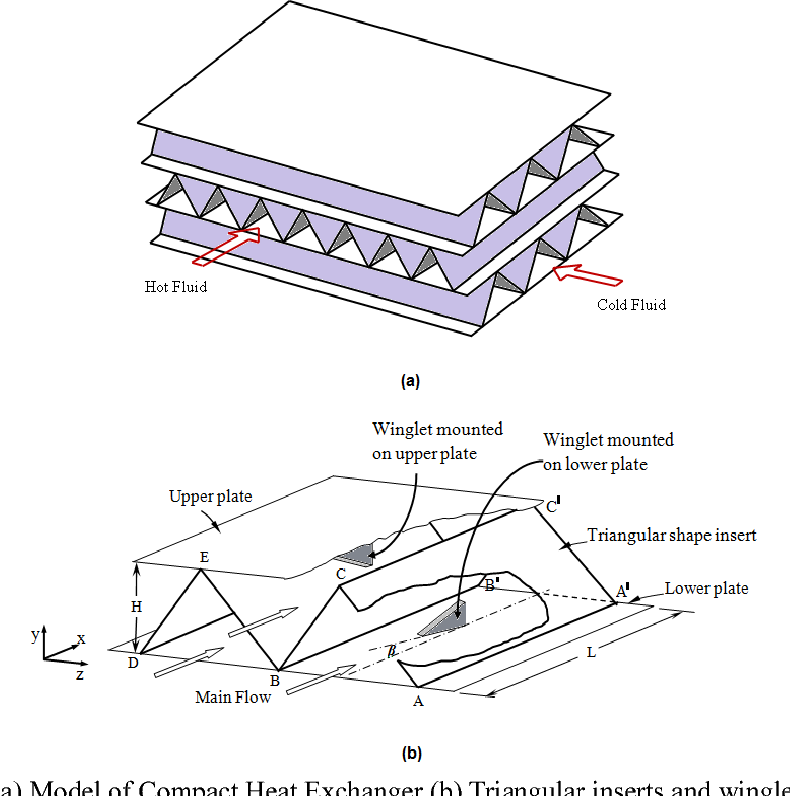 Hot Fluid
Cold Fluid
(a)
Winglet mounted
on upper plate
Winglet mounted
on lower plate
Upper plate
C'
E
Triangular shape insert
C
B'
A'
Lower plate
H
y
x
z
D
β
L
B
Main Flow
A
(b)
a) Model of Compact Heat Exchanger (b) Triangular inserts and wingle